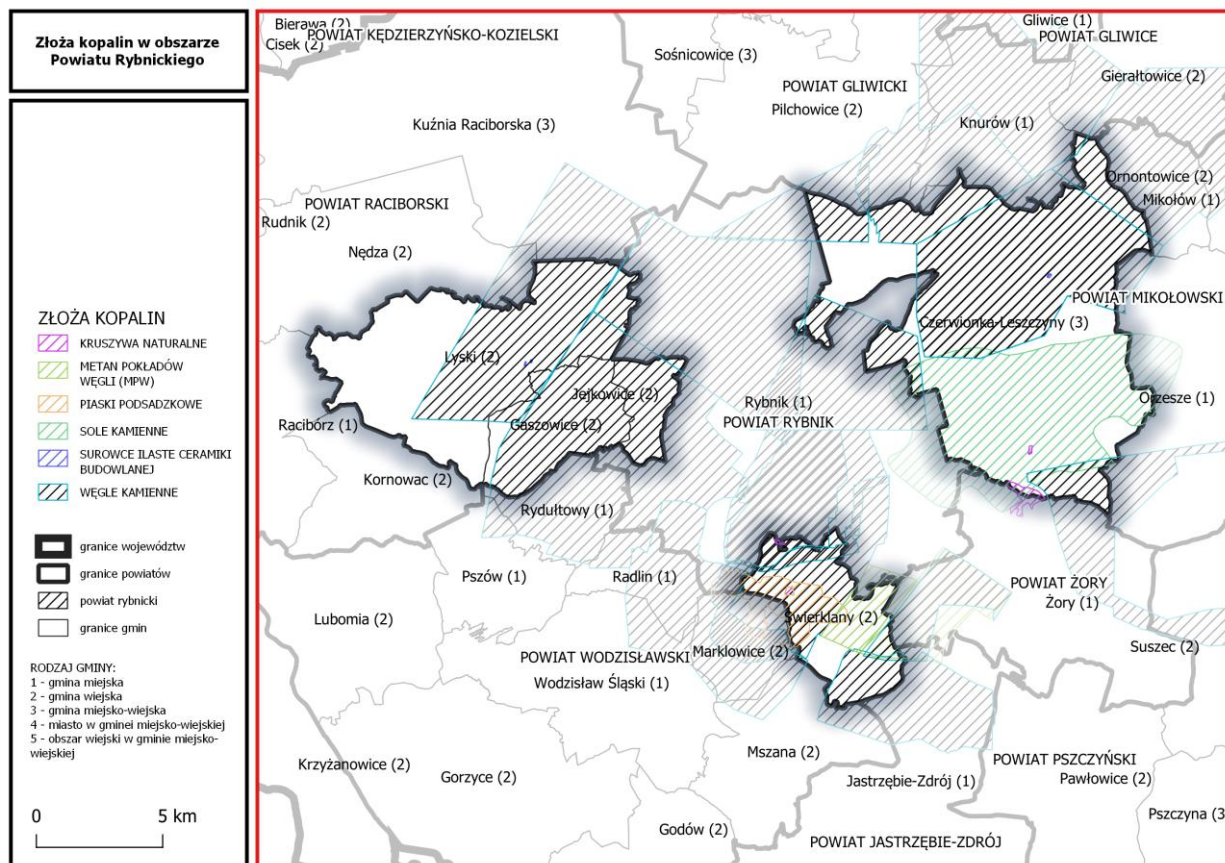 Złoża kopalin w obszarze
Powiatu Rybnickiego
ZŁOŻA KOPALIN
KRUSZYWA NATURALNE
METAN POKŁADÓW
WĘGLI (MPW)
PIASKI PODSADZKOWE
SOLE KAMIENNE
SUROWCE ILASTE CERAMIKI
BUDOWLANEJ
WĘGLE KAMIENNE
granice województw
granice powiatów
powiat rybnicki
granice gmin
RODZAJ GMINY:
1 - gmina miejska
2 - gmina wiejska
3 - gmina miejsko-wiejska
4 - miasto w gminei miejsko-wiejskiej
5 - obszar wiejski w gminie miejsko-
wiejskiej
0 5 km
Bierawa (2)
Cisek (2)
POWIAT KĘDZIERZYŃSKO-KOZIELSKI
Sośnicowice (3)
Gliwice (1)
POWIAT GLIWICE
Gierałtowice (2)
POWIAT GLIWICKI
Pilchowice (2)
Kuźnia Raciborska (3)
Knurów (1)
Ornontowice (2)
Mikołów (1)
POWIAT RACIBORSKI
Rudnik (2)
Nędza (2)
POWIAT MIKOŁOWSKI
Czerwionka-Leszczyny (3)
Lyski (2)
Jejkowice (2)
Rybnik (1)
POWIAT RYBNIK
Orzesze (1)
Racibórz (1)
Gaszowice (2)
Kornowac (2)
Rydułtowy (1)
Pszów (1)
Radlin (1)
POWIAT ŻORY
Żory (1)
Lubomia (2)
Świerklany (2)
Suszec (2)
Marklowice (2)
POWIAT WODZISŁAWSKI
Wodzisław Śląski (1)
Mszana (2)
Krzyżanowice (2)
Gorzyce (2)
POWIAT PSZCZYŃSKI
Pawłowice (2)
Jastrzębie-Zdrój (1)
Pszczyna (3
Godów (2)
POWIAT JASTRZĘBIE-ZDRÓJ